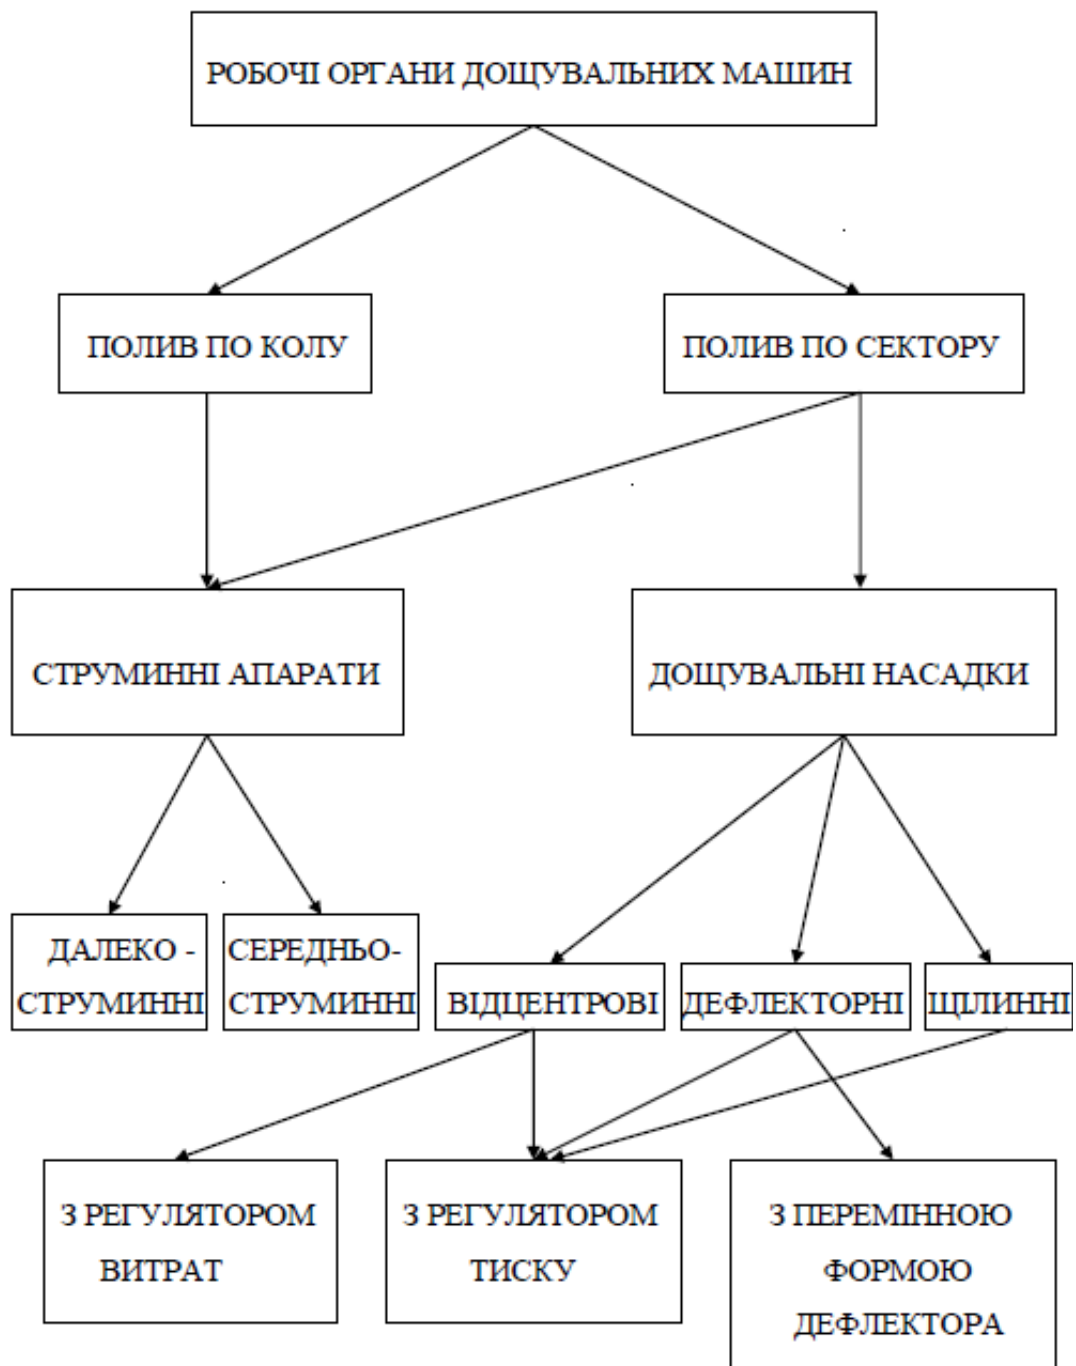 РОБОЧІ ОРГАНИ ДОЩУВАЛЬНИХ МАШИН
ПОЛИВ ПО КОЛУ
ПОЛИВ ПО СЕКТОРУ
СТРУМИННІ АПАРАТИ
ДОЩУВАЛЬНІ НАСАДКИ
ДАЛЕКО -
СТРУМИННІ
СЕРЕДНЬО-
СТРУМИННІ
ВІДЦЕНТРОВІ
ДЕФЛЕКТОРНІ
ЩІЛИННІ
З РЕГУЛЯТОРОМ
ВИТРАТ
З РЕГУЛЯТОРОМ
ТИСКУ
З ПЕРЕМІННОЮ
ФОРМОЮ
ДЕФЛЕКТОРА